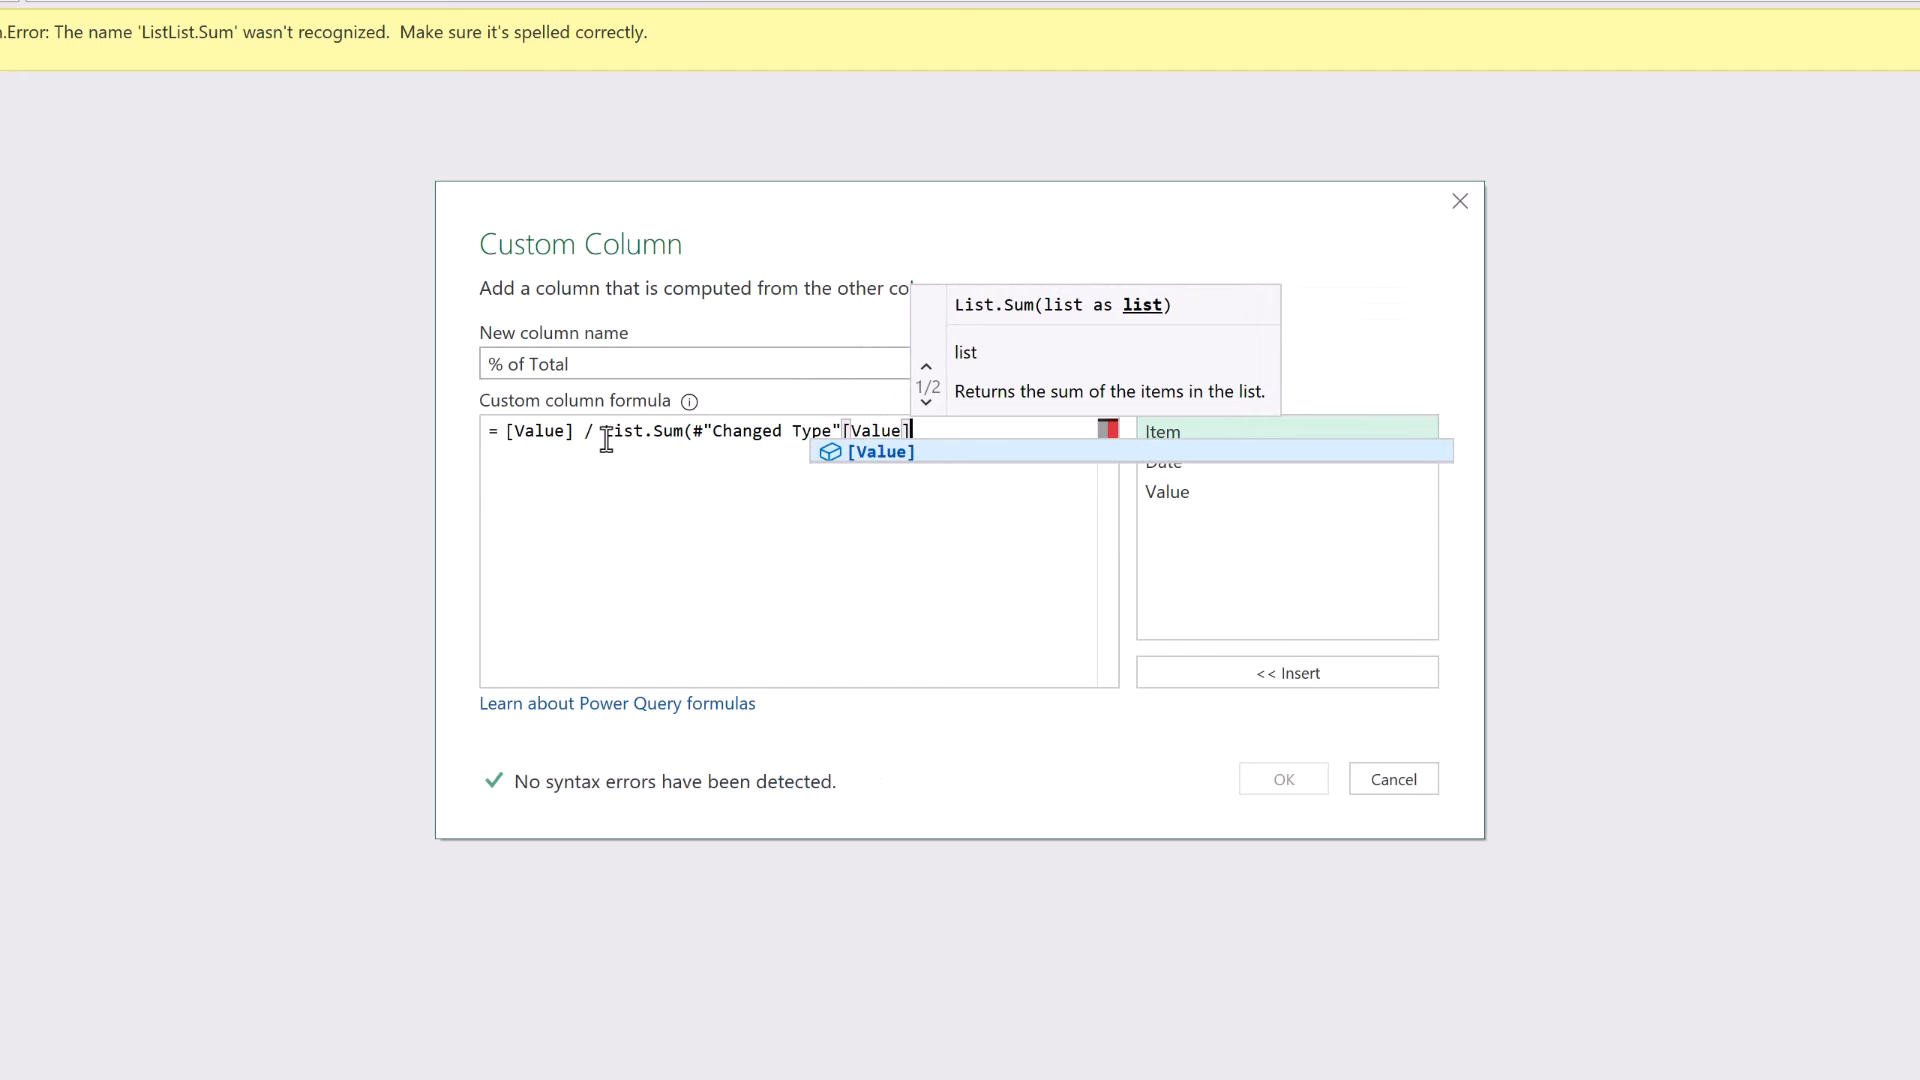 .Error: The name 'ListList.Sum' wasn't recognized.  Make sure it's spelled correctly.
Custom Column
Add a column that is computed from the other co
List.Sum(list as list)
list
1/2
Returns the sum of the items in the list.
New column name
% of Total
Custom column formula
= [Value] / List.Sum(#"Changed Type"[Value]
[Value]
Item
Date
Value
<< Insert
Learn about Power Query formulas
No syntax errors have been detected.
OK
Cancel